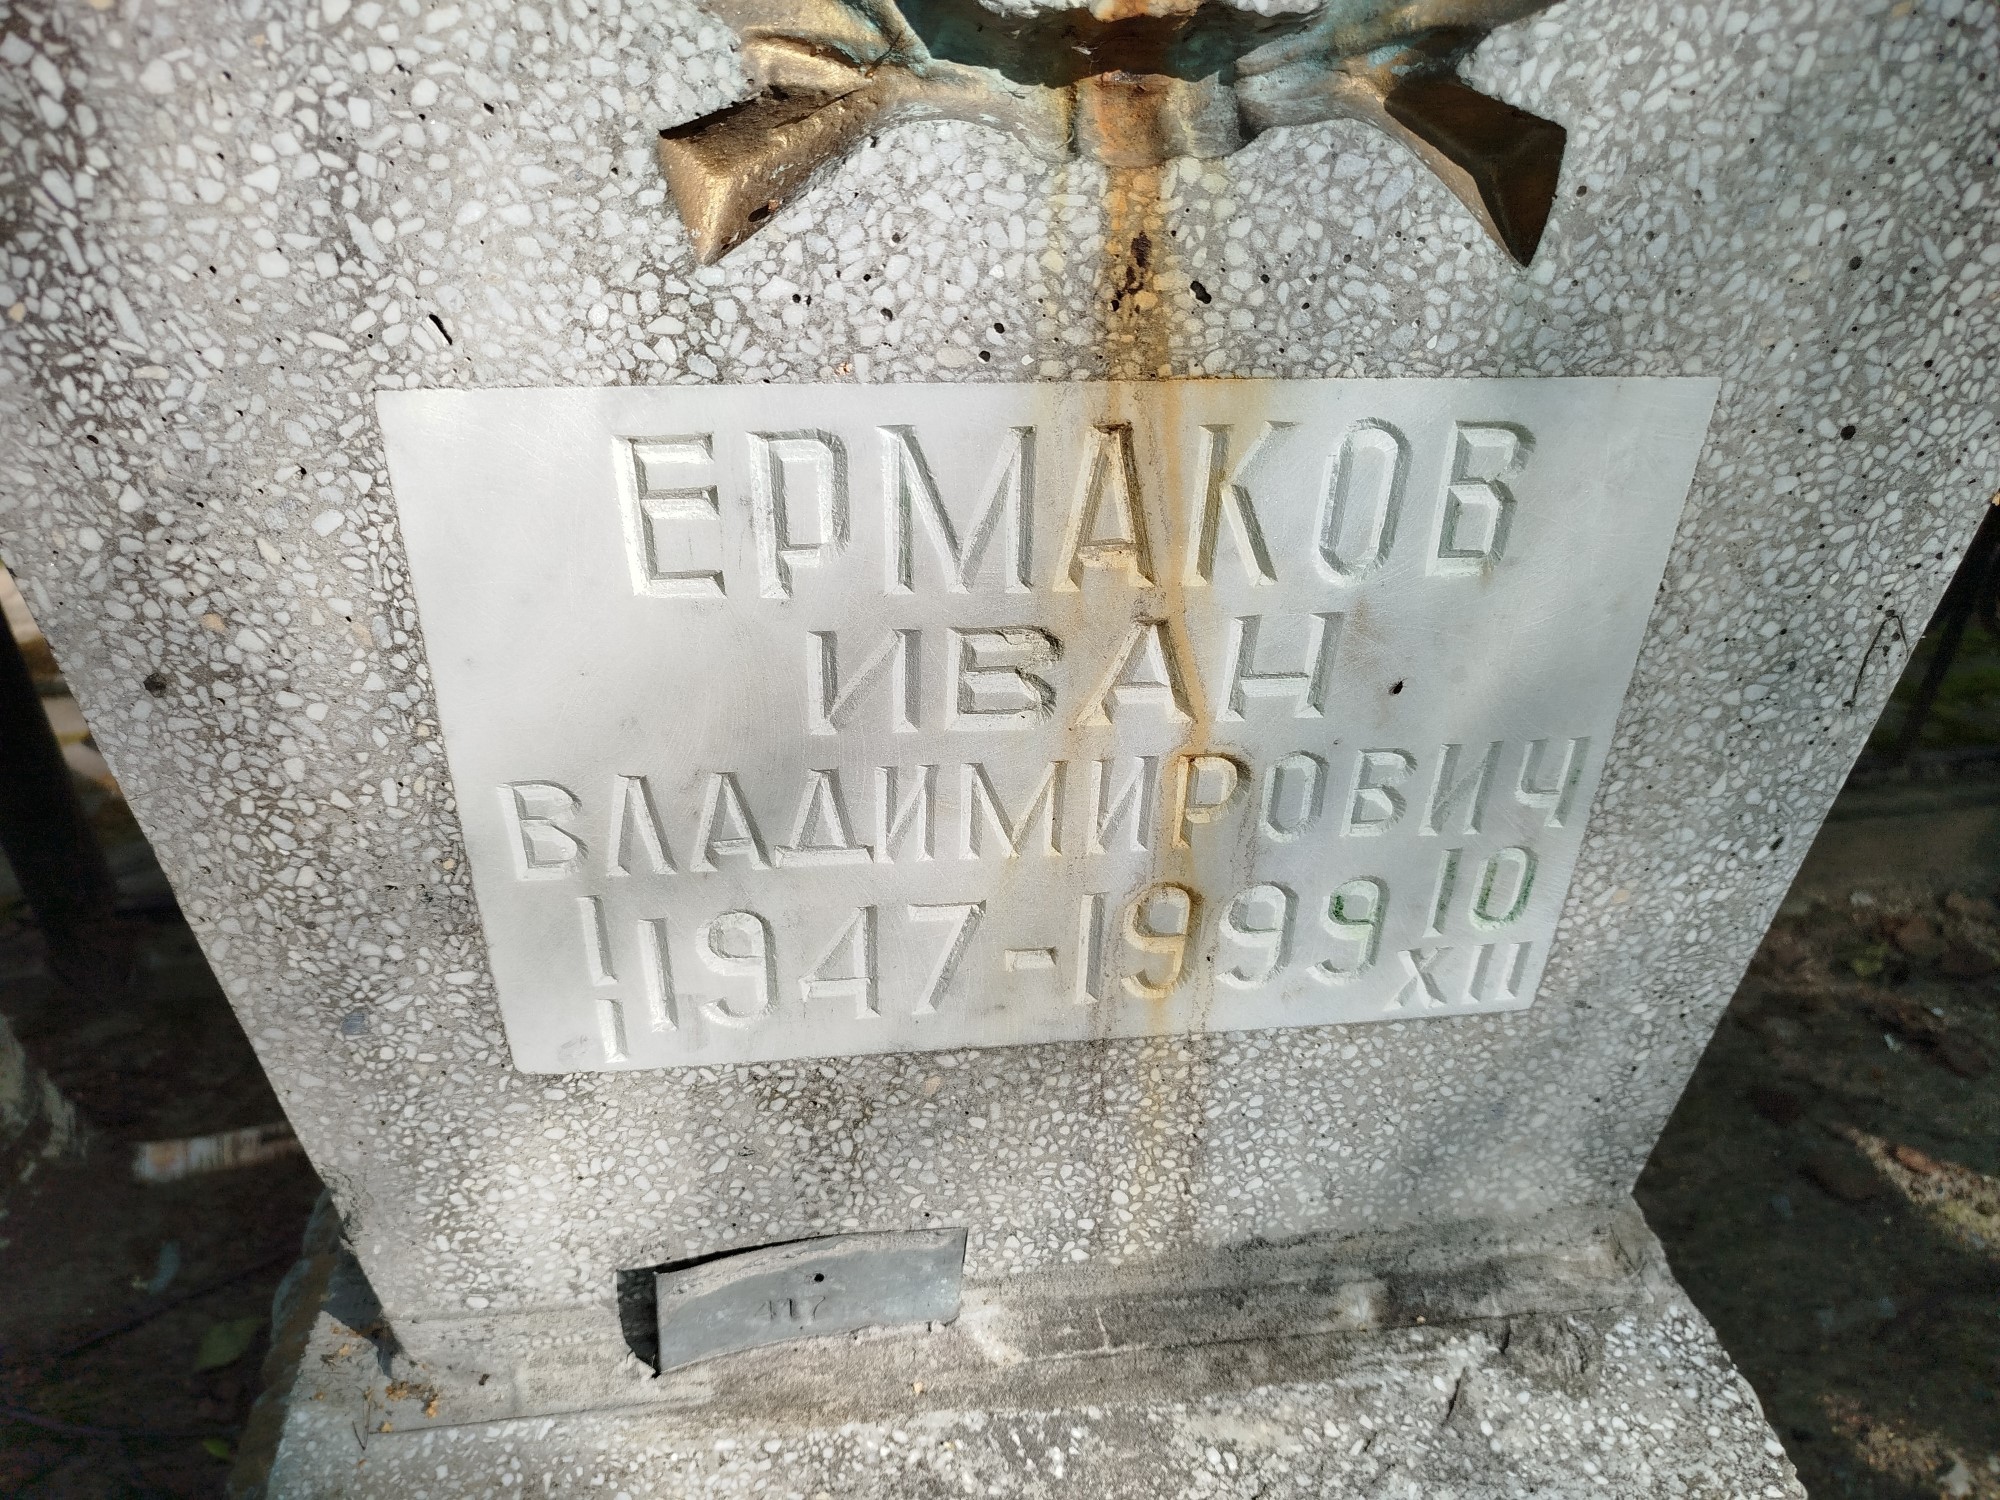 ЕРМАКОВ
ИВАН
ВЛАДИМИРОВИЧ
I/I 1947 - 1999 10/XII
417